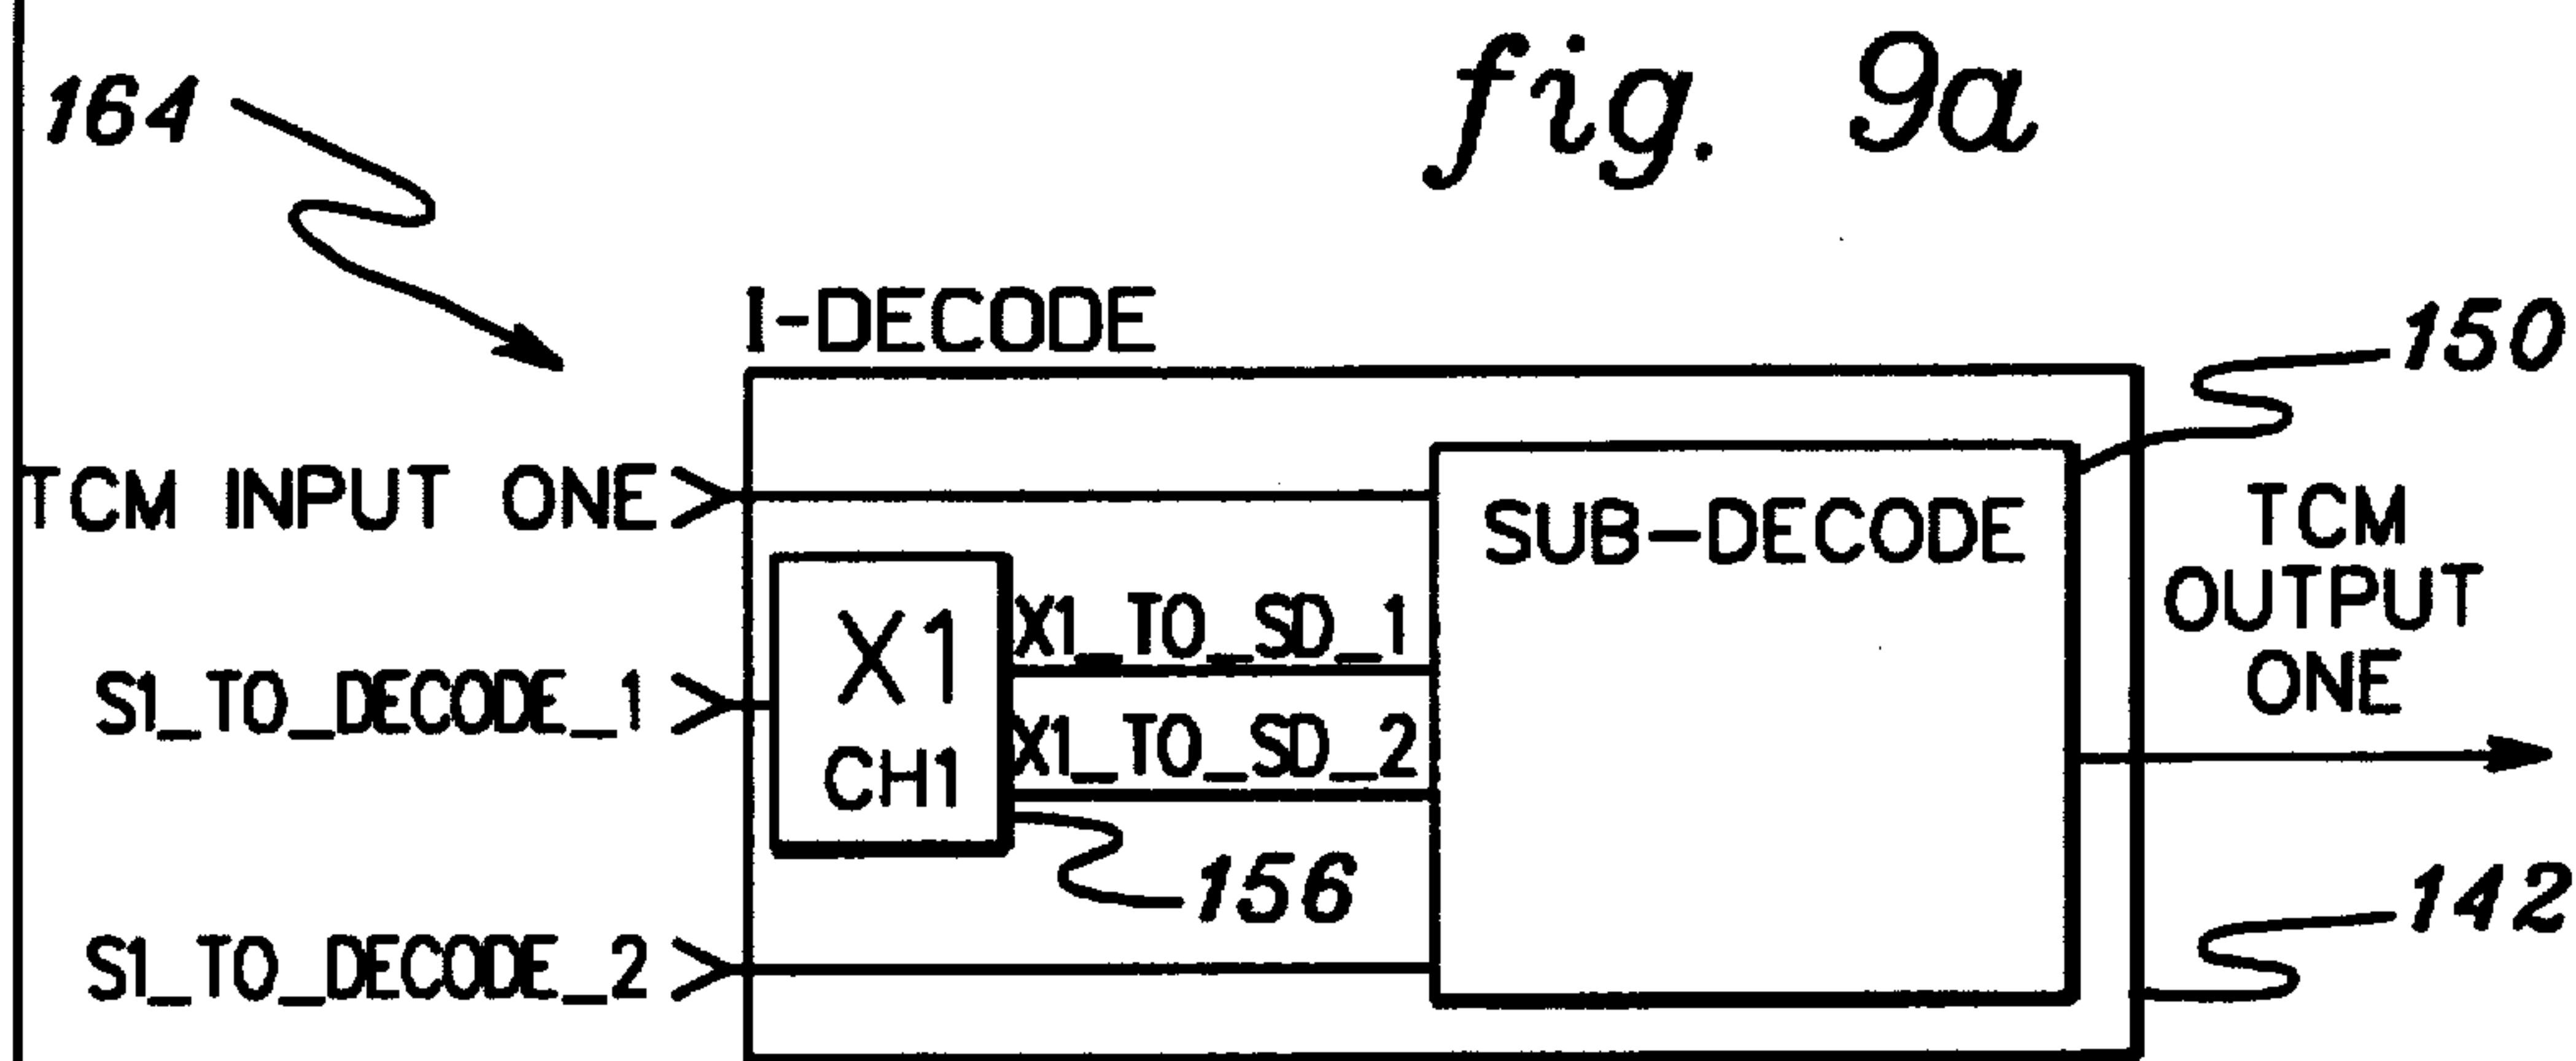 fig. 9a
164
I-DECODE
150
TCM INPUT ONE
SUB-DECODE
TCM
OUTPUT
ONE
X1
CH1
X1_TO_SD_1
X1_TO_SD_2
S1_TO_DECODE_1
156
142
S1_TO_DECODE_2